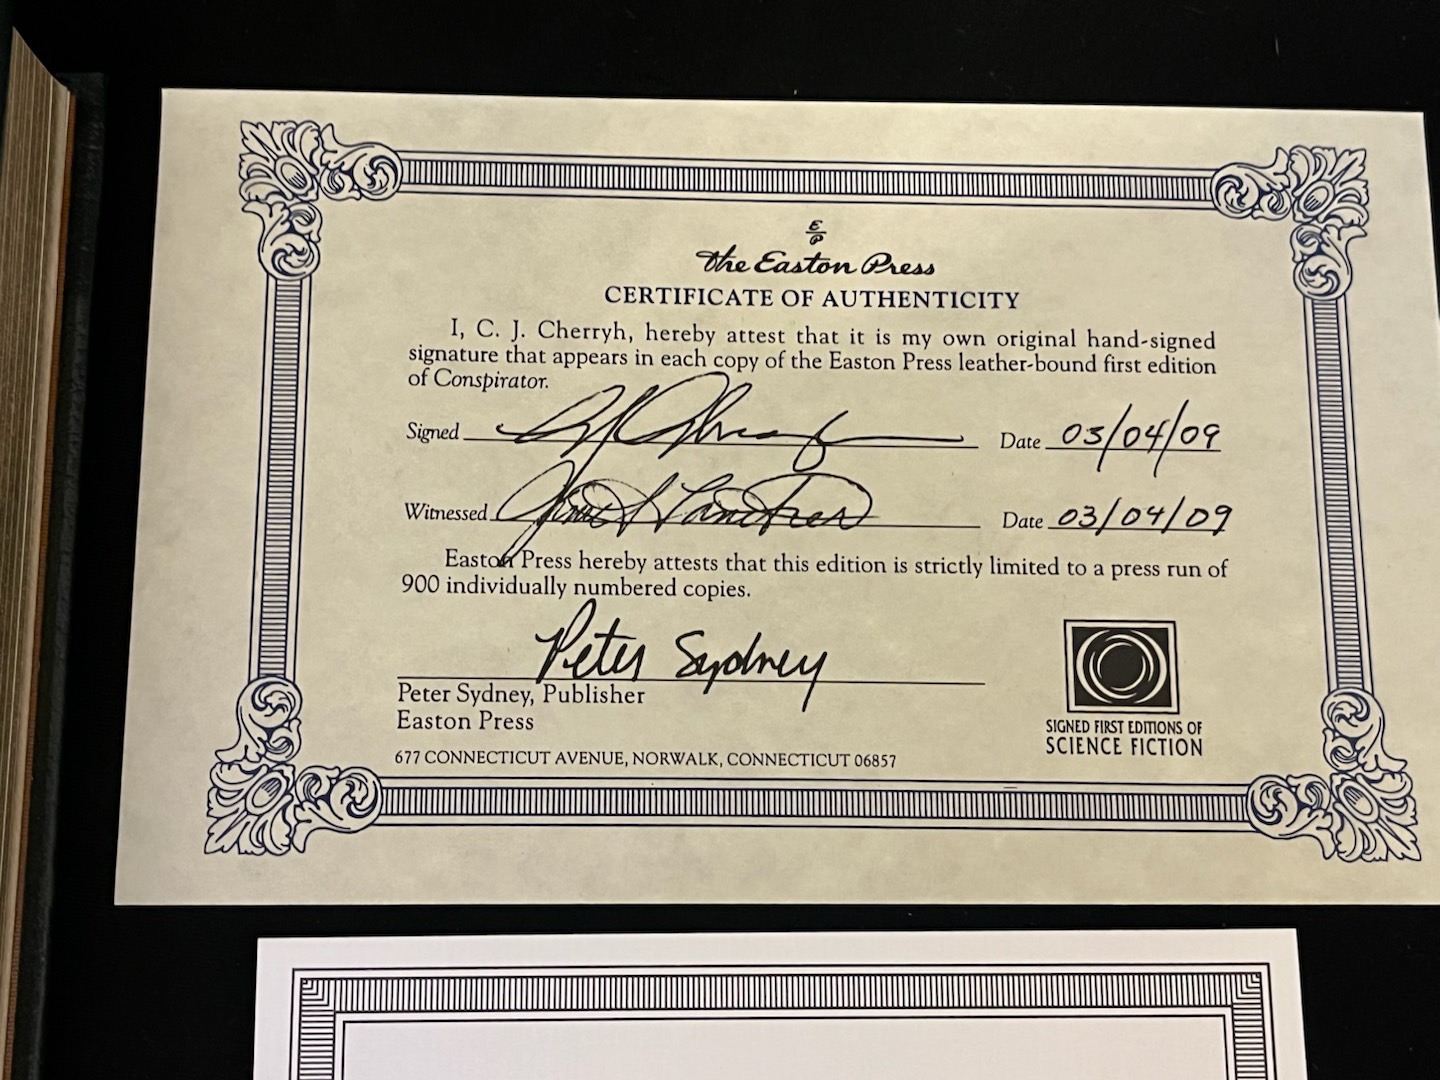 E
P
the Easton Press
CERTIFICATE OF AUTHENTICITY
I, C. J. Cherryh, hereby attest that it is my own original hand-signed
signature that appears in each copy of the Easton Press leather-bound first edition
of Conspirator.
Signed Date 03/04/09
Witnessed Date 03/04/09
Easton Press hereby attests that this edition is strictly limited to a press run of
900 individually numbered copies.
Peter Sydney
Peter Sydney, Publisher
Easton Press
677 CONNECTICUT AVENUE, NORWALK, CONNECTICUT 06857
SIGNED FIRST EDITIONS OF
SCIENCE FICTION